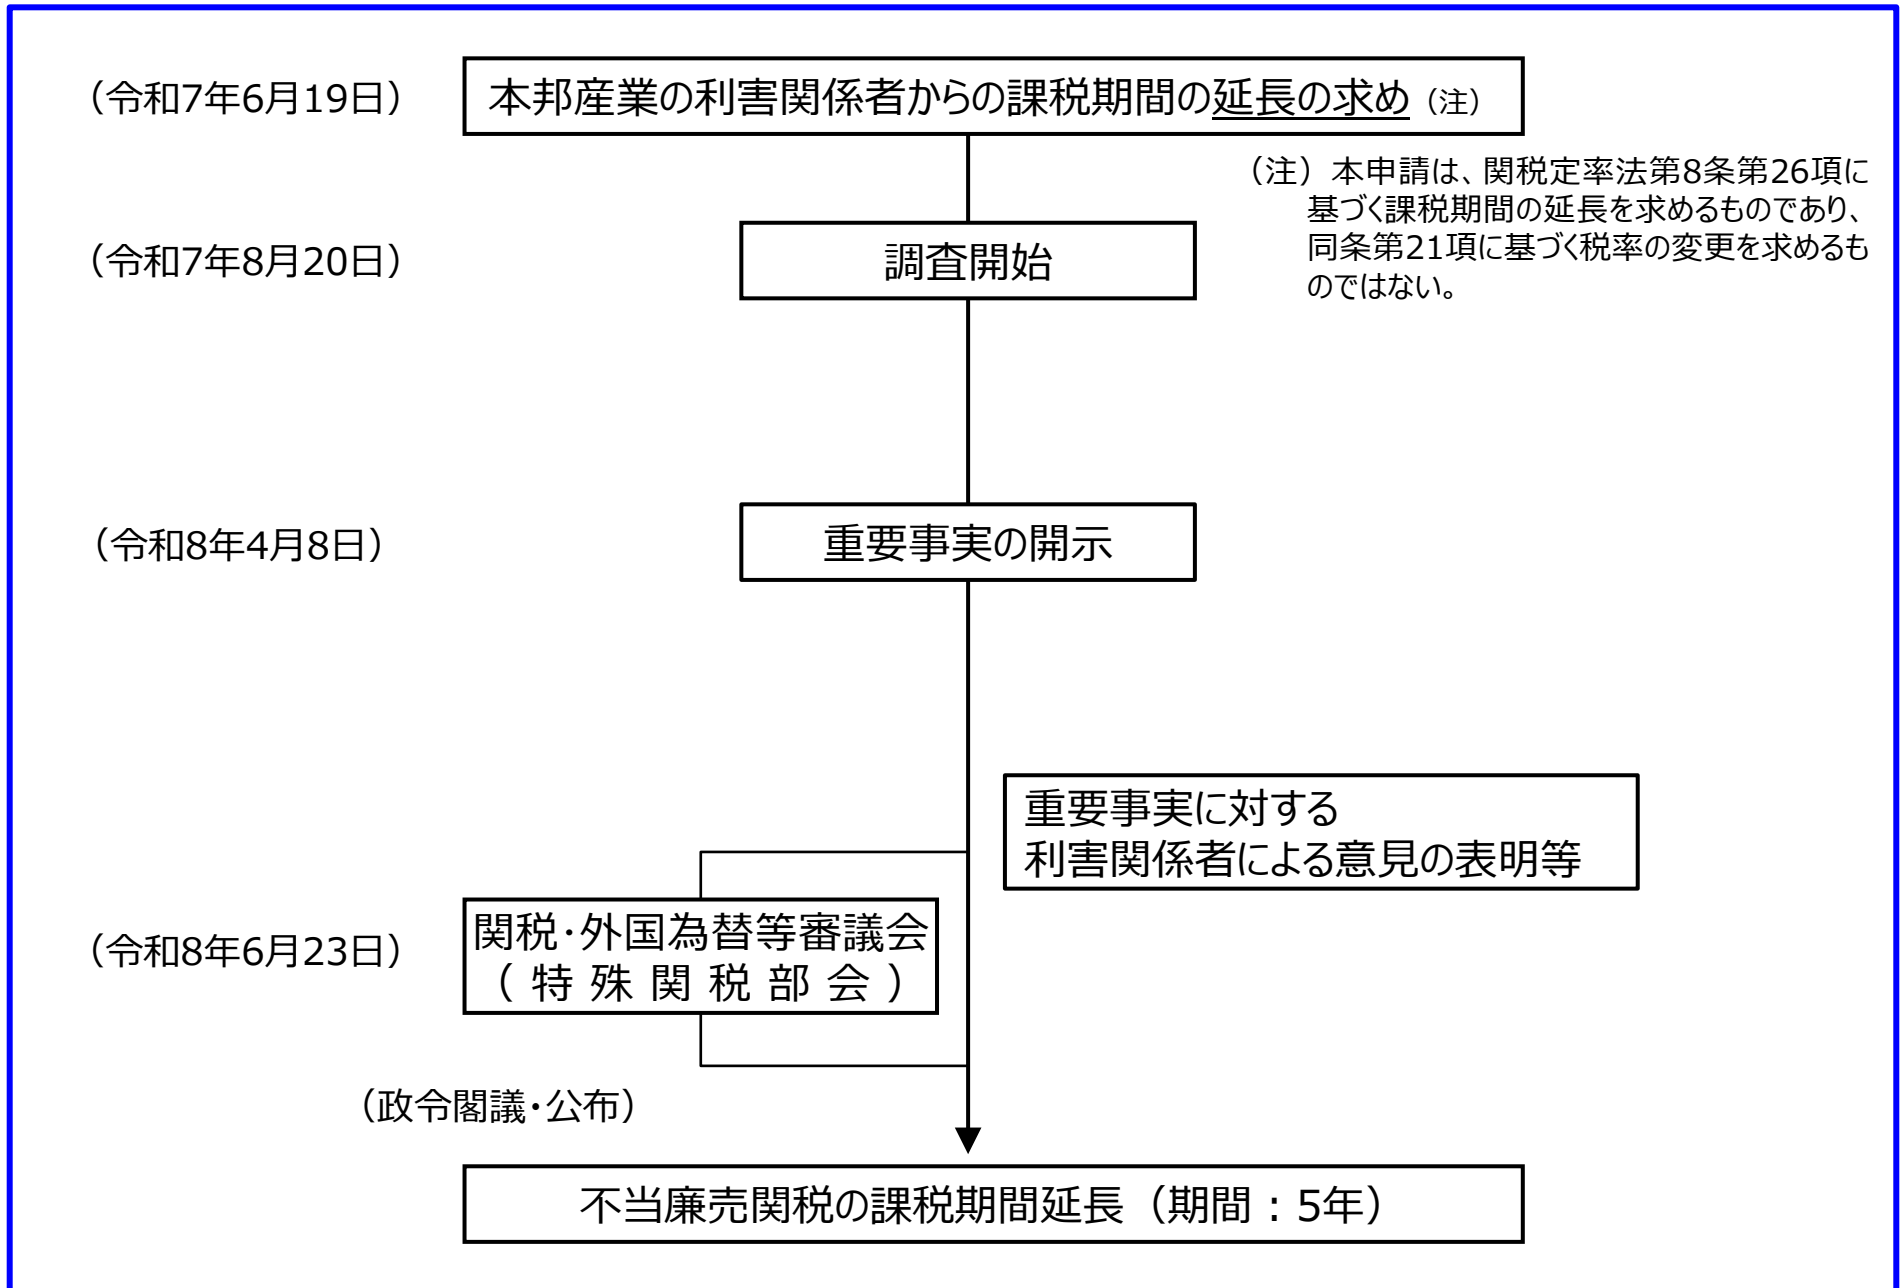 （令和7年6月19日）
本邦産業の利害関係者からの課税期間の延長の求め（注）
（注）本申請は、関税定率法第8条第26項に
基づく課税期間の延長を求めるものであり、
同条第21項に基づく税率の変更を求めるも
のではない。
（令和7年8月20日）
調査開始
（令和8年4月8日）
重要事実の開示
重要事実に対する
利害関係者による意見の表明等
（令和8年6月23日）
関税・外国為替等審議会
（ 特 殊 関 税 部 会 ）
（政令閣議・公布）
不当廉売関税の課税期間延長（期間：5年）